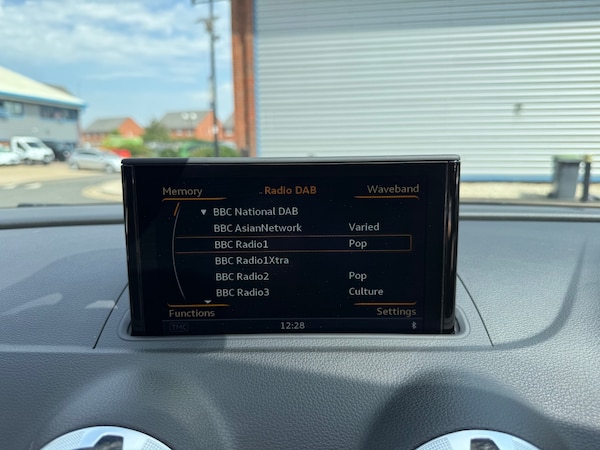 Memory Radio DAB Waveband
▼ BBC National DAB
BBC AsianNetwork Varied
BBC Radio1 Pop
BBC Radio1Xtra
BBC Radio2 Pop
BBC Radio3 Culture
Functions Settings
TMC 12:28